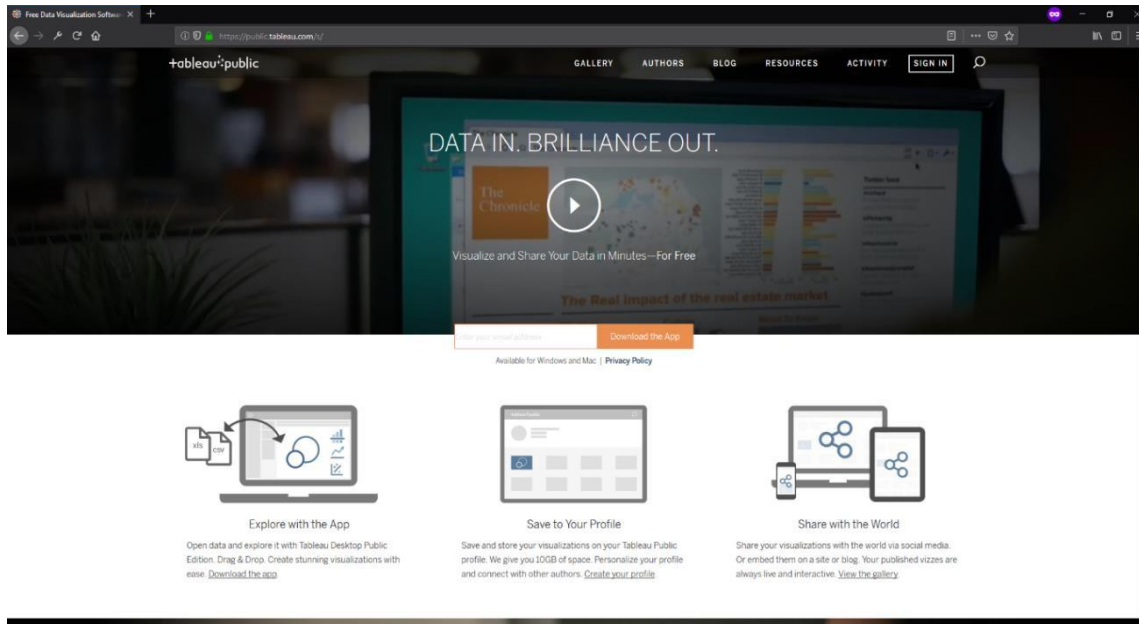 Free Data Visualization Softwa
https://public.tableau.com/s/
+ableau public
GALLERY AUTHORS BLOG RESOURCES ACTIVITY SIGN IN
DATA IN. BRILLIANCE OUT.
The
Chronicle
Visualize and Share Your Data in Minutes—For Free
The Real Impact of the real estate market
Enter your email address Download the App
Available for Windows and Mac | Privacy Policy
xls
csv
Explore with the App
Open data and explore it with Tableau Desktop Public
Edition. Drag & Drop. Create stunning visualizations with
ease. Download the app
Save to Your Profile
Save and store your visualizations on your Tableau Public
profile. We give you 10GB of space. Personalize your profile
and connect with other authors. Create your profile
Share with the World
Share your visualizations with the world via social media.
Or embed them on a site or blog. Your published vizzes are
always live and interactive. View the gallery